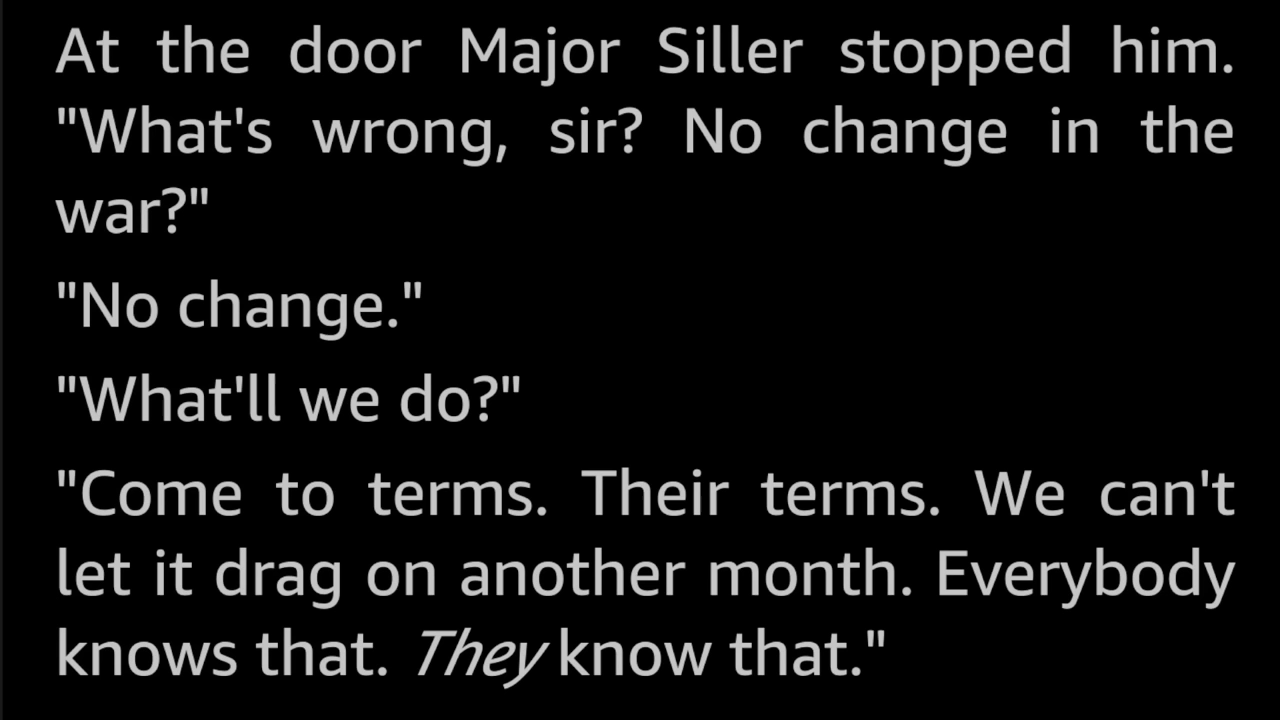 At the door Major Siller stopped him.
"What's wrong, sir? No change in the
war?"
"No change."
"What'll we do?"
"Come to terms. Their terms. We can't
let it drag on another month. Everybody
knows that. They know that."